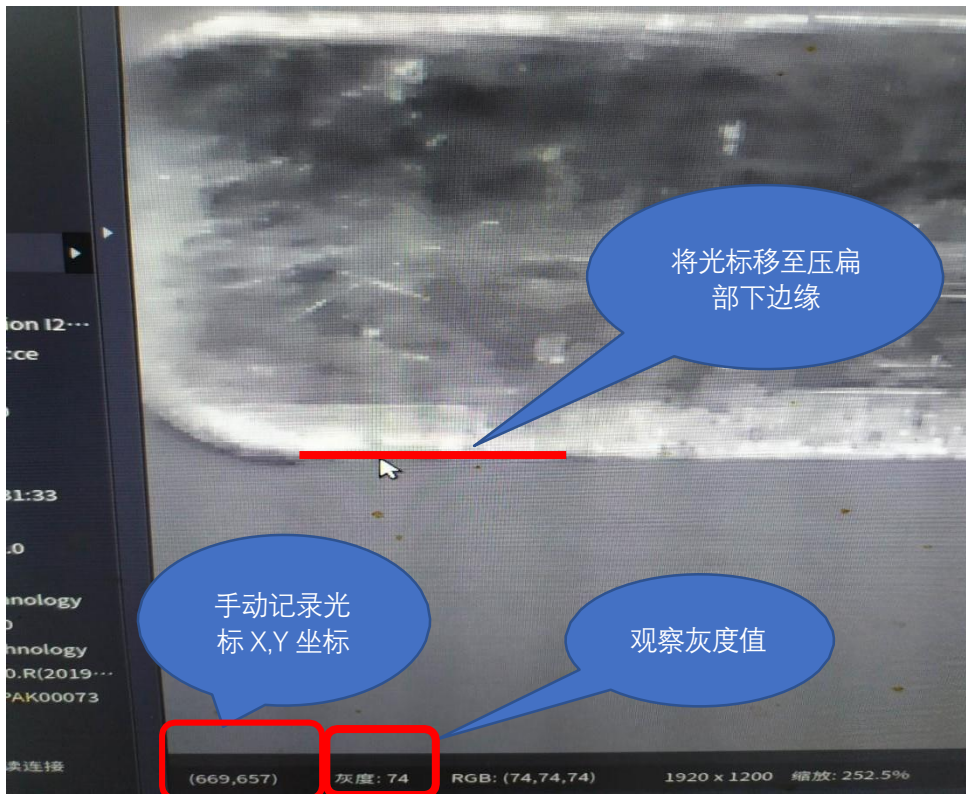 将光标移至压扁
部下边缘
ion I2…
:ce
31:33
.0
手动记录光
标 X,Y 坐标
观察灰度值
hnology
0.R(2019…
PAK00073
读连接
(669,657)
灰度: 74
RGB: (74,74,74)
1920 x 1200
缩放: 252.5%